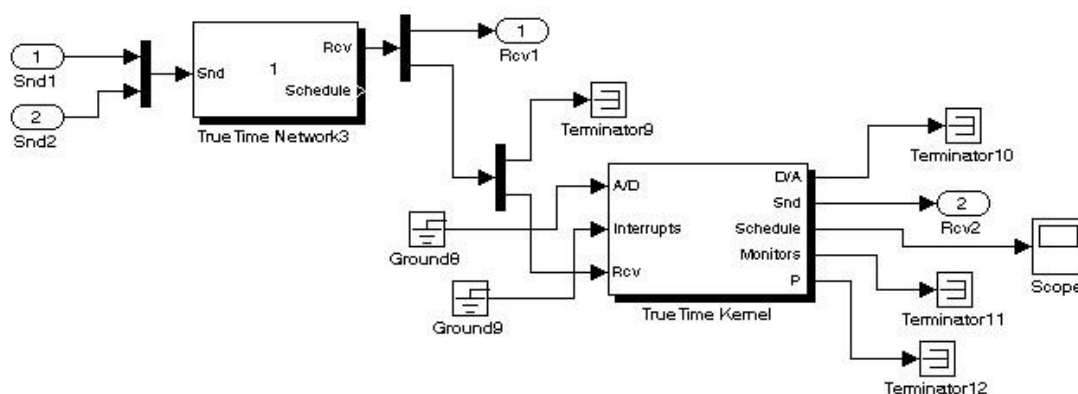 1
Snd1
2
Snd2
Snd
1
Rcv
Schedule
TrueTime Network3
1
Rcv1
Terminator9
Ground8
Ground9
A/D
Interrupts
Rcv
D/A
Snd
Schedule
Monitors
P
TrueTime Kernel
Terminator10
2
Rcv2
Scope
Terminator11
Terminator12